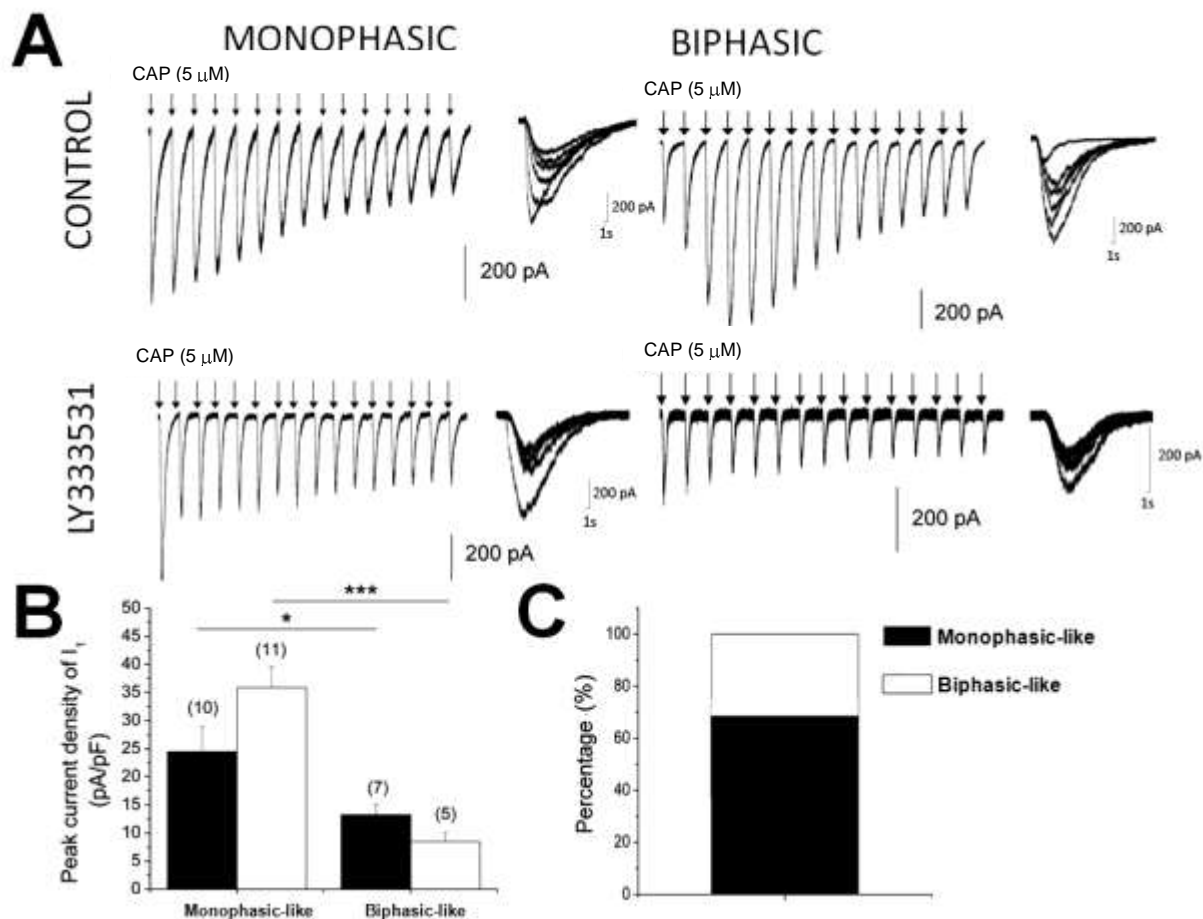 A
MONOPHASIC
BIPHASIC
CONTROL
CAP (5 µM)
200 pA
1s
200 pA
CAP (5 µM)
200 pA
1s
200 pA
LY333531
CAP (5 µM)
200 pA
1s
200 pA
CAP (5 µM)
200 pA
1s
200 pA
B
Peak current density of I1
(pA/pF)
50
45
40
35
30
25
20
15
10
5
0
*
***
(10)
(11)
(7)
(5)
Monophasic-like
Biphasic-like
C
Percentage (%)
100
80
60
40
20
0
Monophasic-like
Biphasic-like